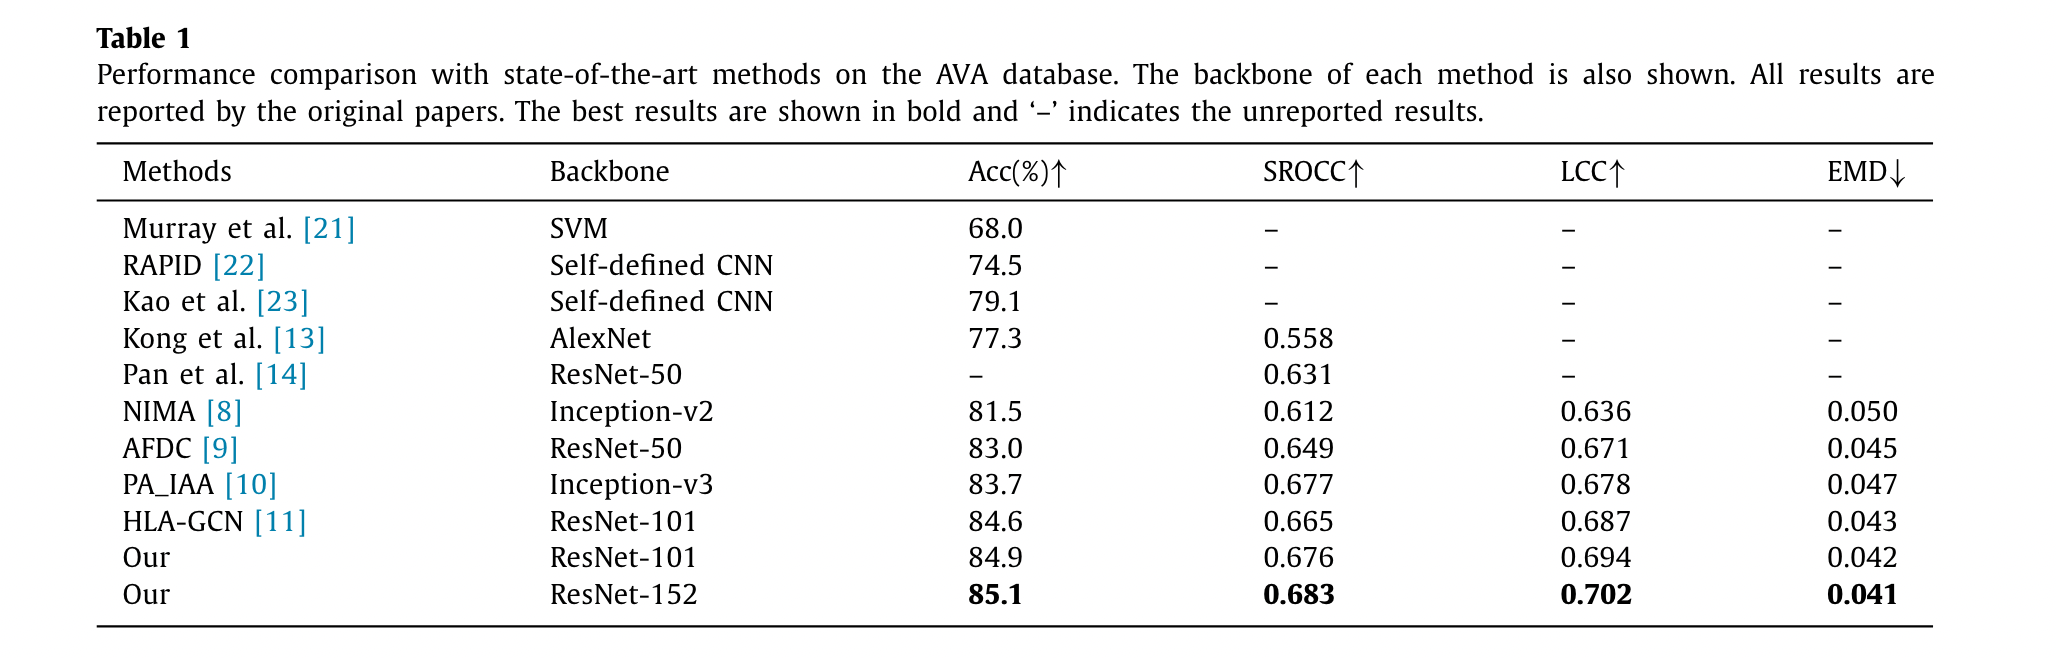 Table 1
Performance comparison with state-of-the-art methods on the AVA database. The backbone of each method is also shown. All results are
reported by the original papers. The best results are shown in bold and ‘–’ indicates the unreported results.
Methods Backbone Acc(%)↑ SROCC↑ LCC↑ EMD↓
Murray et al. [21] SVM 68.0 – – –
RAPID [22] Self-defined CNN 74.5 – – –
Kao et al. [23] Self-defined CNN 79.1 – – –
Kong et al. [13] AlexNet 77.3 0.558 – –
Pan et al. [14] ResNet-50 – 0.631 – –
NIMA [8] Inception-v2 81.5 0.612 0.636 0.050
AFDC [9] ResNet-50 83.0 0.649 0.671 0.045
PA_IAA [10] Inception-v3 83.7 0.677 0.678 0.047
HLA-GCN [11] ResNet-101 84.6 0.665 0.687 0.043
Our ResNet-101 84.9 0.676 0.694 0.042
Our ResNet-152 85.1 0.683 0.702 0.041